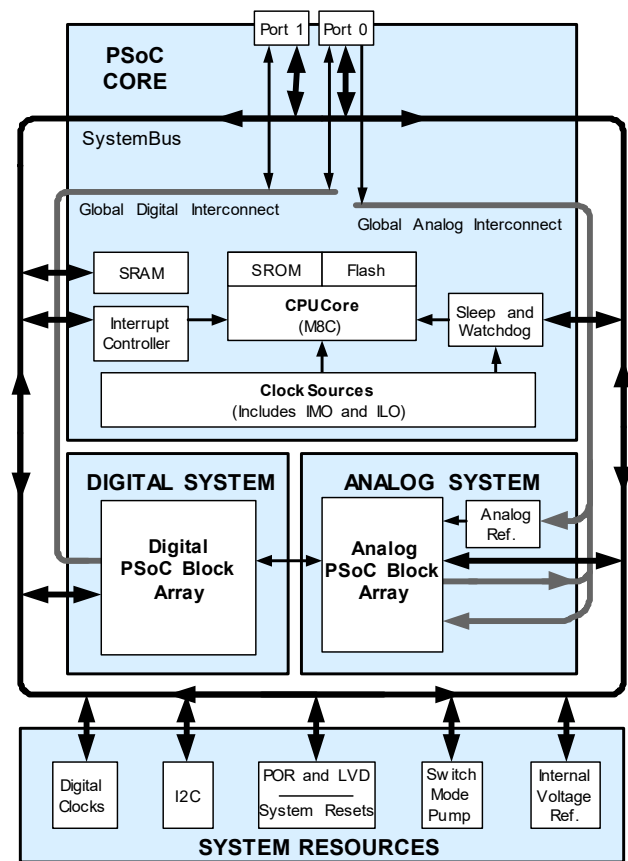 Port 1
Port 0
PSoC
CORE
SystemBus
Global Digital Interconnect
Global Analog Interconnect
SRAM
SROM
Flash
CPUCore
(M8C)
Interrupt
Controller
Sleep and
Watchdog
Clock Sources
(Includes IMO and ILO)
DIGITAL SYSTEM
ANALOG SYSTEM
Digital
PSoC Block
Array
Analog
PSoC Block
Array
Analog
Ref.
Digital
Clocks
I2C
POR and LVD
System Resets
Switch
Mode
Pump
Internal
Voltage
Ref.
SYSTEM RESOURCES